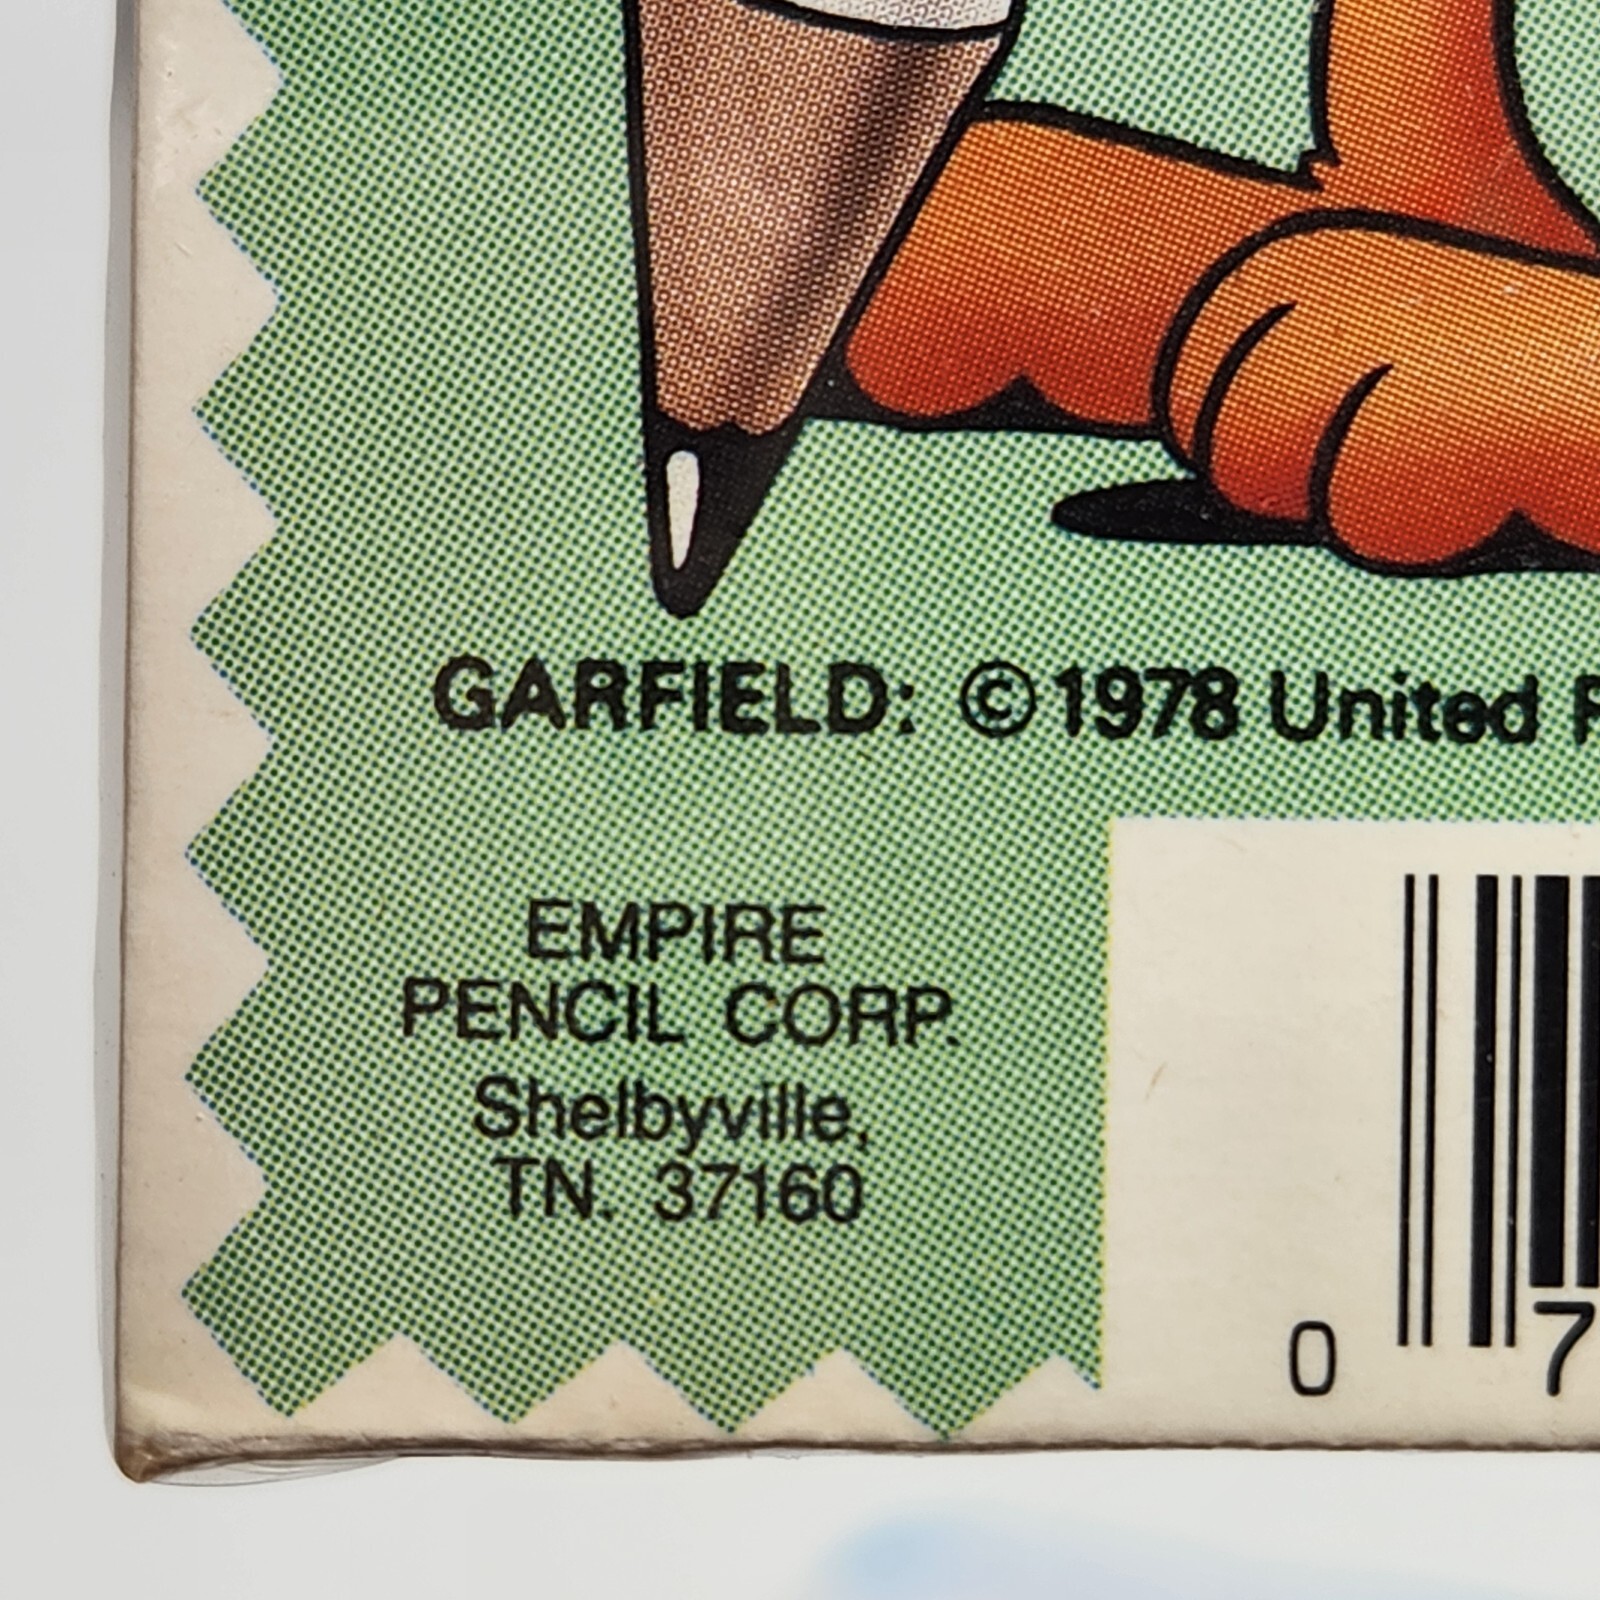 GARFIELD: ©1978 United
EMPIRE
PENCIL CORP.
Shelbyville,
TN. 37160
0 7